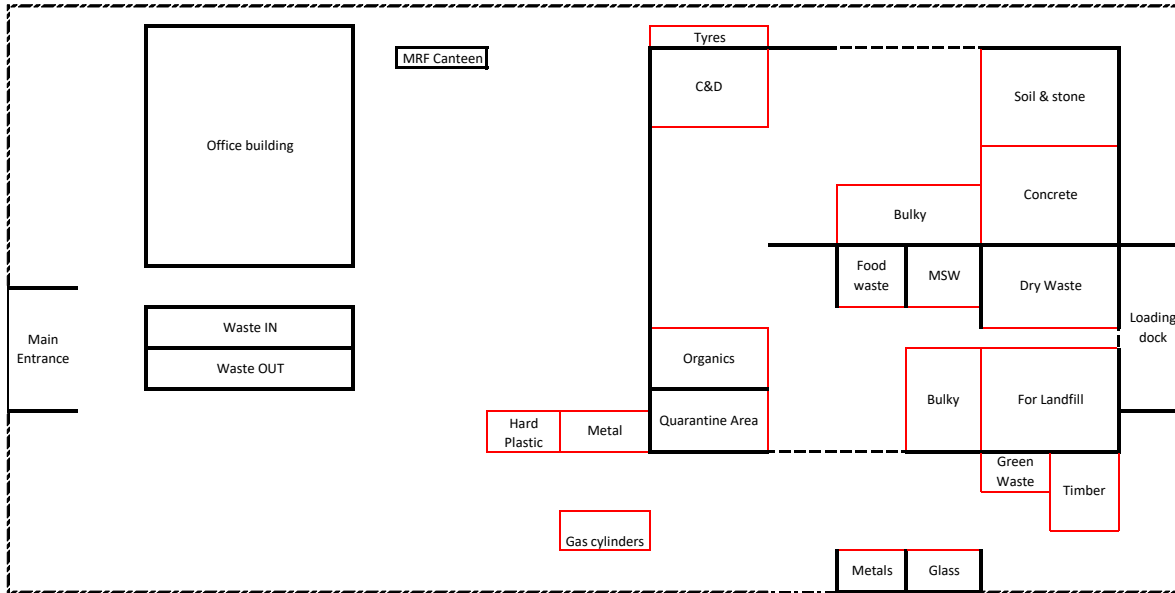 Tyres
MRF Canteen
C&D
Soil & stone
Office building
Concrete
Bulky
Food
waste
MSW
Dry Waste
Waste IN
Loading
dock
Main
Entrance
Organics
Waste OUT
Bulky
For Landfill
Hard
Plastic
Metal
Quarantine Area
Green
Waste
Timber
Gas cylinders
Metals
Glass